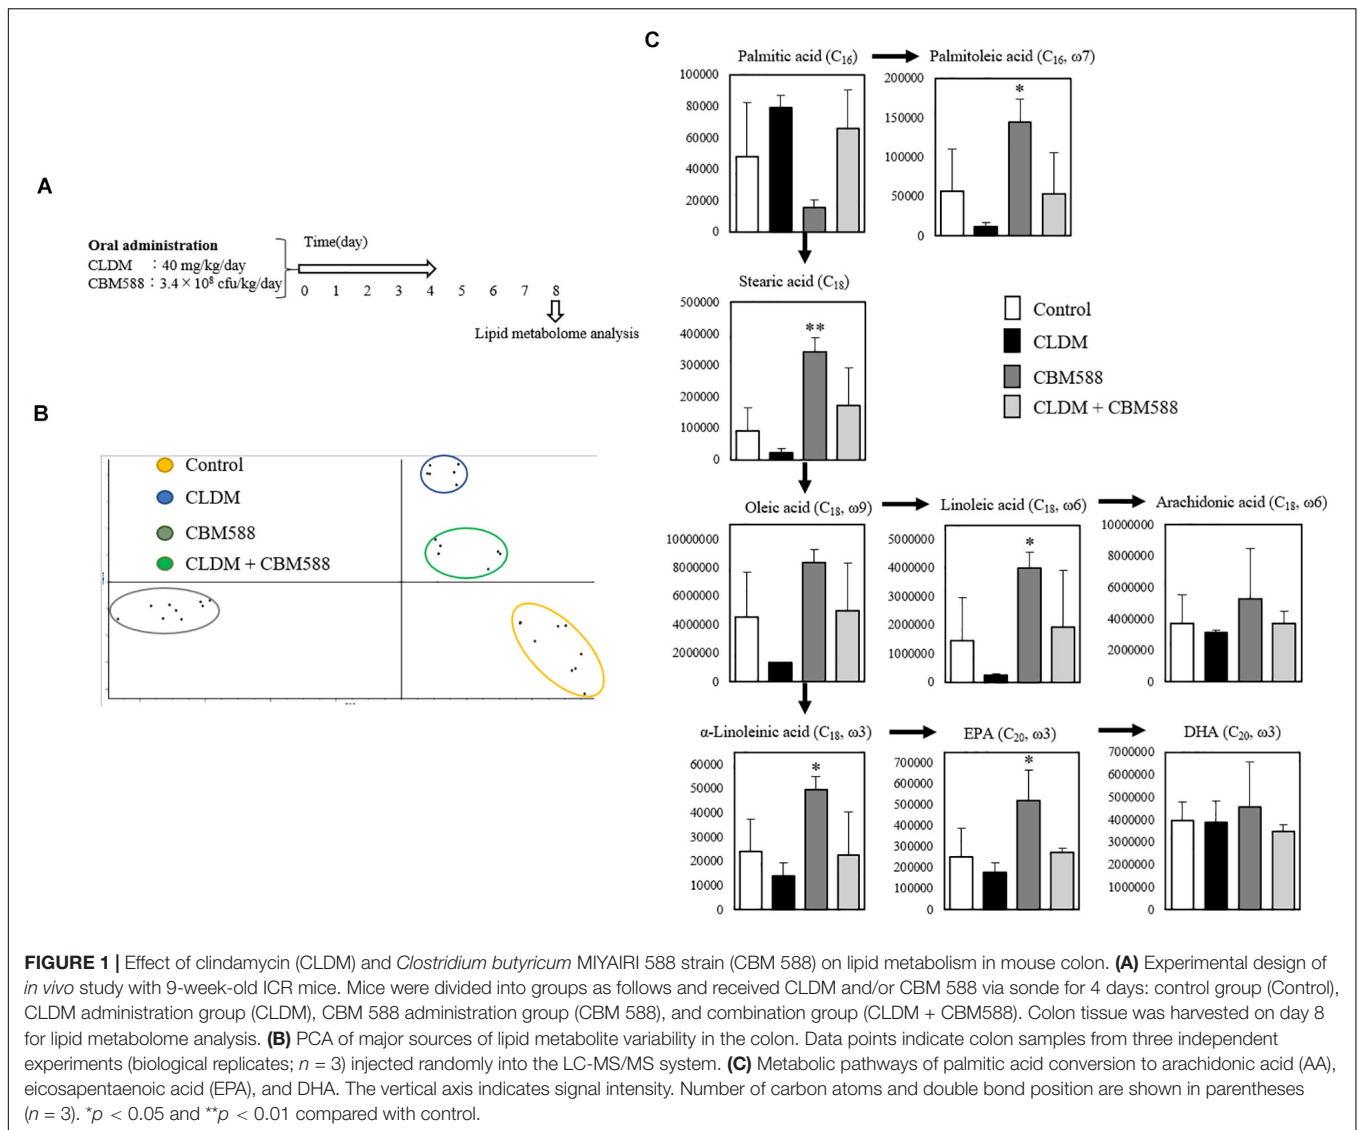 A
Oral administration
CLDM : 40 mg/kg/day
CBM588 : 3.4 × 10⁸ cfu/kg/day
Time(day)
0 1 2 3 4 5 6 7 8
Lipid metabolome analysis
B
Control
CLDM
CBM588
CLDM + CBM588
C
Palmitic acid (C₁₆)
100000
80000
60000
40000
20000
0
Palmitoleic acid (C₁₆, ω7)
200000
150000
100000
50000
0
*
Stearic acid (C₁₈)
500000
400000
300000
200000
100000
0
**
Control
CLDM
CBM588
CLDM + CBM588
Oleic acid (C₁₈, ω9)
10000000
8000000
6000000
4000000
2000000
0
Linoleic acid (C₁₈, ω6)
5000000
4000000
3000000
2000000
1000000
0
*
Arachidonic acid (C₁₈, ω6)
10000000
8000000
6000000
4000000
2000000
0
α-Linoleinic acid (C₁₈, ω3)
60000
50000
40000
30000
20000
10000
0
*
EPA (C₂₀, ω3)
700000
600000
500000
400000
300000
200000
100000
0
*
DHA (C₂₀, ω3)
7000000
6000000
5000000
4000000
3000000
2000000
1000000
0
FIGURE 1 | Effect of clindamycin (CLDM) and Clostridium butyricum MIYAIRI 588 strain (CBM 588) on lipid metabolism in mouse colon. (A) Experimental design of
in vivo study with 9-week-old ICR mice. Mice were divided into groups as follows and received CLDM and/or CBM 588 via sonde for 4 days: control group (Control),
CLDM administration group (CLDM), CBM 588 administration group (CBM 588), and combination group (CLDM + CBM588). Colon tissue was harvested on day 8
for lipid metabolome analysis. (B) PCA of major sources of lipid metabolite variability in the colon. Data points indicate colon samples from three independent
experiments (biological replicates; n = 3) injected randomly into the LC-MS/MS system. (C) Metabolic pathways of palmitic acid conversion to arachidonic acid (AA),
eicosapentaenoic acid (EPA), and DHA. The vertical axis indicates signal intensity. Number of carbon atoms and double bond position are shown in parentheses
(n = 3). *p < 0.05 and **p < 0.01 compared with control.